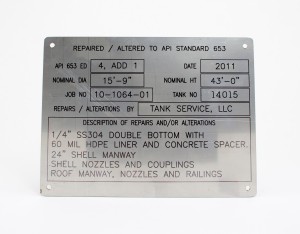 REPAIRED / ALTERED TO API STANDARD 653
API 653 ED 4, ADD 1 DATE 2011
NOMINAL DIA 15'-9" NOMINAL HT 43'-0"
JOB NO 10-1064-01 TANK NO 14015
REPAIRS / ALTERATIONS BY TANK SERVICE, LLC
DESCRIPTION OF REPAIRS AND/OR ALTERATIONS
1/4" SS304 DOUBLE BOTTOM WITH
60 MIL HDPE LINER AND CONCRETE SPACER.
24" SHELL MANWAY
SHELL NOZZLES AND COUPLINGS
ROOF MANWAY, NOZZLES AND RAILINGS